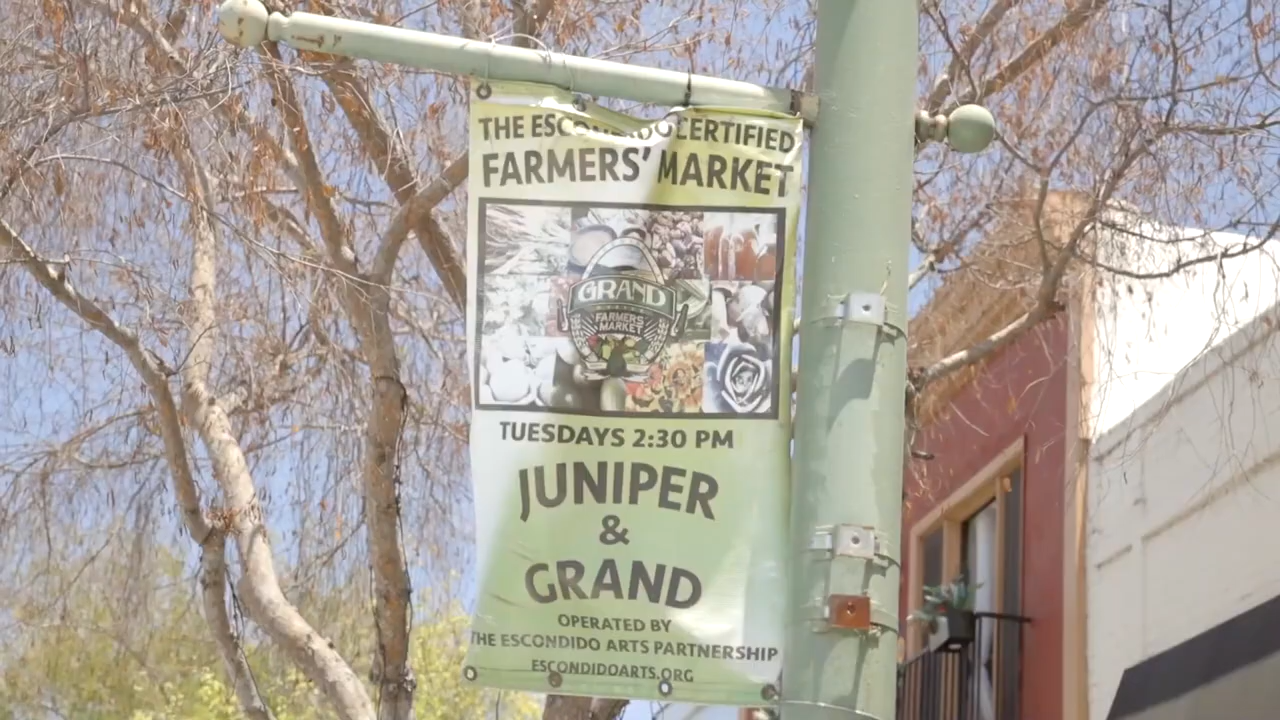 THE ESCONDIDO CERTIFIED
FARMERS' MARKET
GRAND
FARMERS
MARKET
TUESDAYS 2:30 PM
JUNIPER
&
GRAND
OPERATED BY
THE ESCONDIDO ARTS PARTNERSHIP
ESCONDIDOARTS.ORG